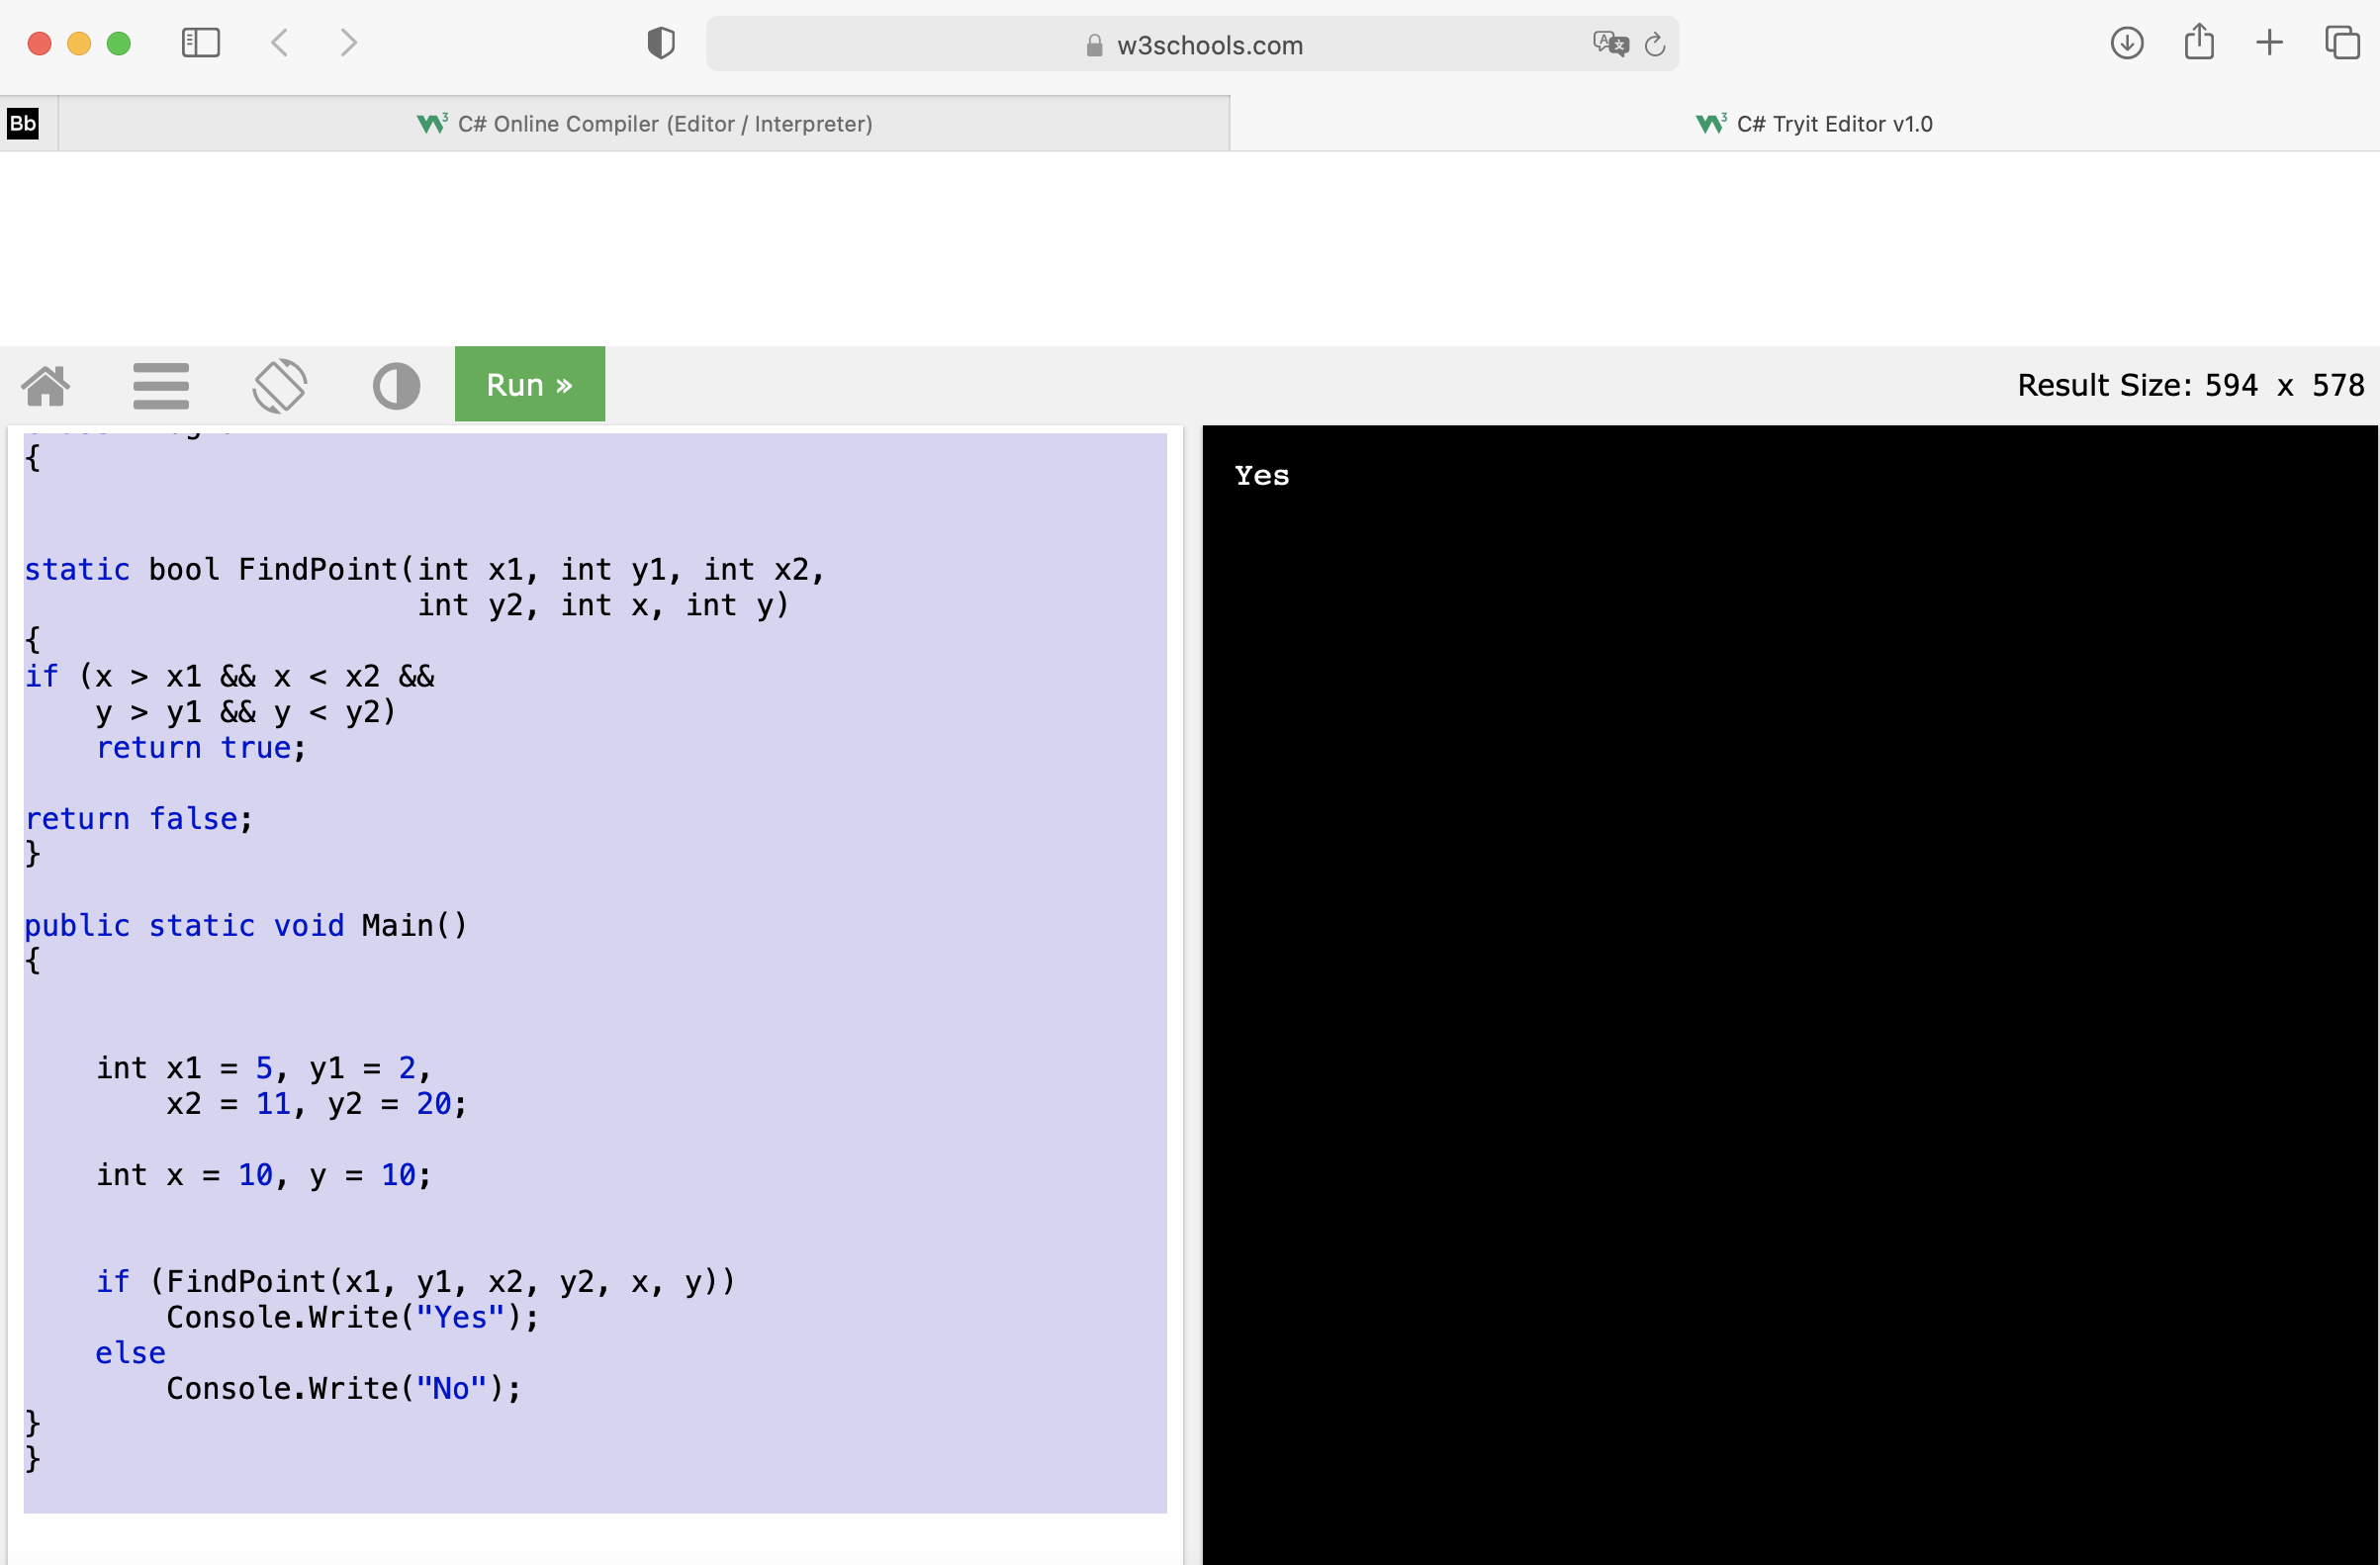 w3schools.com
Bb
C# Online Compiler (Editor / Interpreter)
C# Tryit Editor v1.0
Run »
Result Size: 594 x 578
{
static bool FindPoint(int x1, int y1, int x2,
int y2, int x, int y)
{
if (x > x1 && x < x2 &&
y > y1 && y < y2)
return true;
return false;
}
public static void Main()
{
int x1 = 5, y1 = 2,
x2 = 11, y2 = 20;
int x = 10, y = 10;
if (FindPoint(x1, y1, x2, y2, x, y))
Console.Write("Yes");
else
Console.Write("No");
}
}
Yes